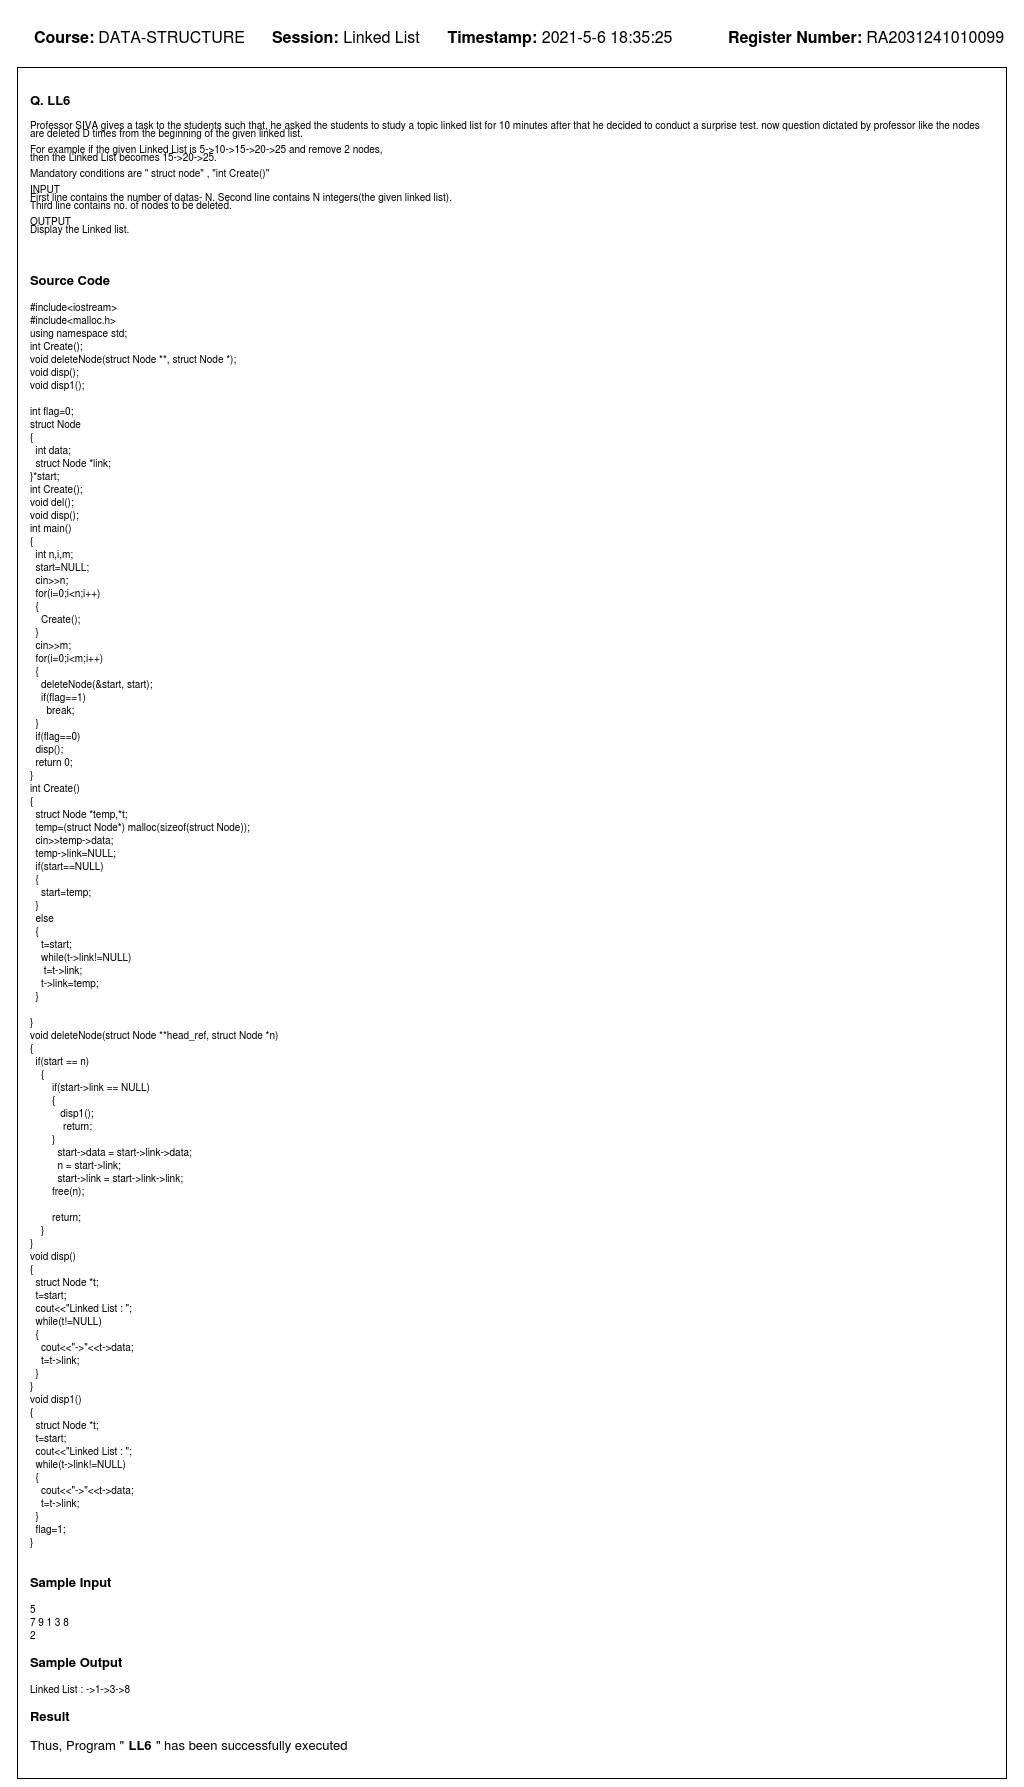 Course: DATA-STRUCTURE Session: Linked List Timestamp: 2021-5-6 18:35:25 Register Number: RA2031241010099
Q. LL6
Professor SIVA gives a task to the students such that, he asked the students to study a topic linked list for 10 minutes after that he decided to conduct a surprise test. now question dictated by professor like the nodes
are deleted D times from the beginning of the given linked list.
For example if the given Linked List is 5->10->15->20->25 and remove 2 nodes,
then the Linked List becomes 15->20->25.
Mandatory conditions are " struct node" , "int Create()"
INPUT
First line contains the number of datas- N. Second line contains N integers(the given linked list).
Third line contains no. of nodes to be deleted.
OUTPUT
Display the Linked list.
Source Code
#include<iostream>
#include<malloc.h>
using namespace std;
int Create();
void deleteNode(struct Node **, struct Node *);
void disp();
void disp1();
int flag=0;
struct Node
{
int data;
struct Node *link;
}*start;
int Create();
void del();
void disp();
int main()
{
int n,i,m;
start=NULL;
cin>>n;
for(i=0;i<n;i++)
{
Create();
}
cin>>m;
for(i=0;i<m;i++)
{
deleteNode(&start, start);
if(flag==1)
break;
}
if(flag==0)
disp();
return 0;
}
int Create()
{
struct Node *temp,*t;
temp=(struct Node*) malloc(sizeof(struct Node));
cin>>temp->data;
temp->link=NULL;
if(start==NULL)
{
start=temp;
}
else
{
t=start;
while(t->link!=NULL)
t=t->link;
t->link=temp;
}
}
void deleteNode(struct Node **head_ref, struct Node *n)
{
if(start == n)
{
if(start->link == NULL)
{
disp1();
return;
}
start->data = start->link->data;
n = start->link;
start->link = start->link->link;
free(n);
return;
}
}
void disp()
{
struct Node *t;
t=start;
cout<<"Linked List : ";
while(t!=NULL)
{
cout<<"->"<<t->data;
t=t->link;
}
}
void disp1()
{
struct Node *t;
t=start;
cout<<"Linked List : ";
while(t->link!=NULL)
{
cout<<"->"<<t->data;
t=t->link;
}
flag=1;
}
Sample Input
5
7 9 1 3 8
2
Sample Output
Linked List : ->1->3->8
Result
Thus, Program " LL6 " has been successfully executed